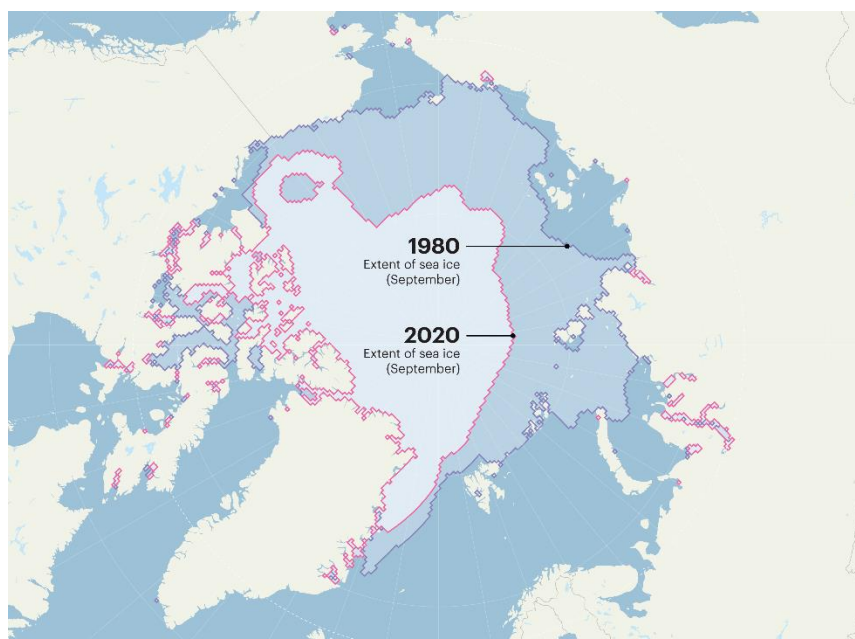 1980
Extent of sea ice
(September)
2020
Extent of sea ice
(September)